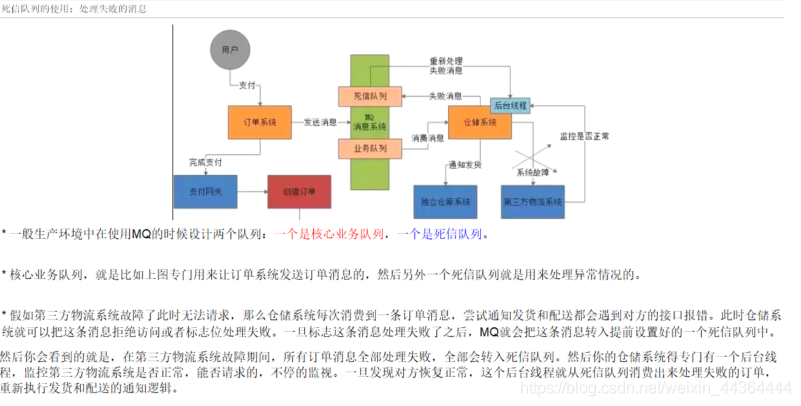 死信队列的使用：处理失败的消息
用户
支付
重新处理
失败消息
死信队列
失败消息
后台线程
订单系统
发送消息
MQ
消息系统
仓储系统
监控是否正常
业务队列
消费消息
完成支付
通知发货
系统故障
支付网关
创建订单
独立仓库系统
第三方物流系统
* 一般生产环境中在使用MQ的时候设计两个队列：一个是核心业务队列，一个是死信队列。
* 核心业务队列，就是比如上图专门用来让订单系统发送订单消息的，然后另外一个死信队列就是用来处理异常情况的。
* 假如第三方物流系统故障了此时无法请求，那么仓储系统每次消费到一条订单消息，尝试通知发货和配送都会遇到对方的接口报错。此时仓储系
统就可以把这条消息拒绝访问或者标志位处理失败。一旦标志这条消息处理失败了之后，MQ就会把这条消息转入提前设置好的一个死信队列中。
然后你会看到的就是，在第三方物流系统故障期间，所有订单消息全部处理失败，全部会转入死信队列。然后你的仓储系统得专门有一个后台线
程，监控第三方物流系统是否正常，能否请求的，不停的监视。一旦发现对方恢复正常，这个后台线程就从死信队列消费出来处理失败的订单，
重新执行发货和配送的通知逻辑。
https://blog.csdn.net/weixin_44364444